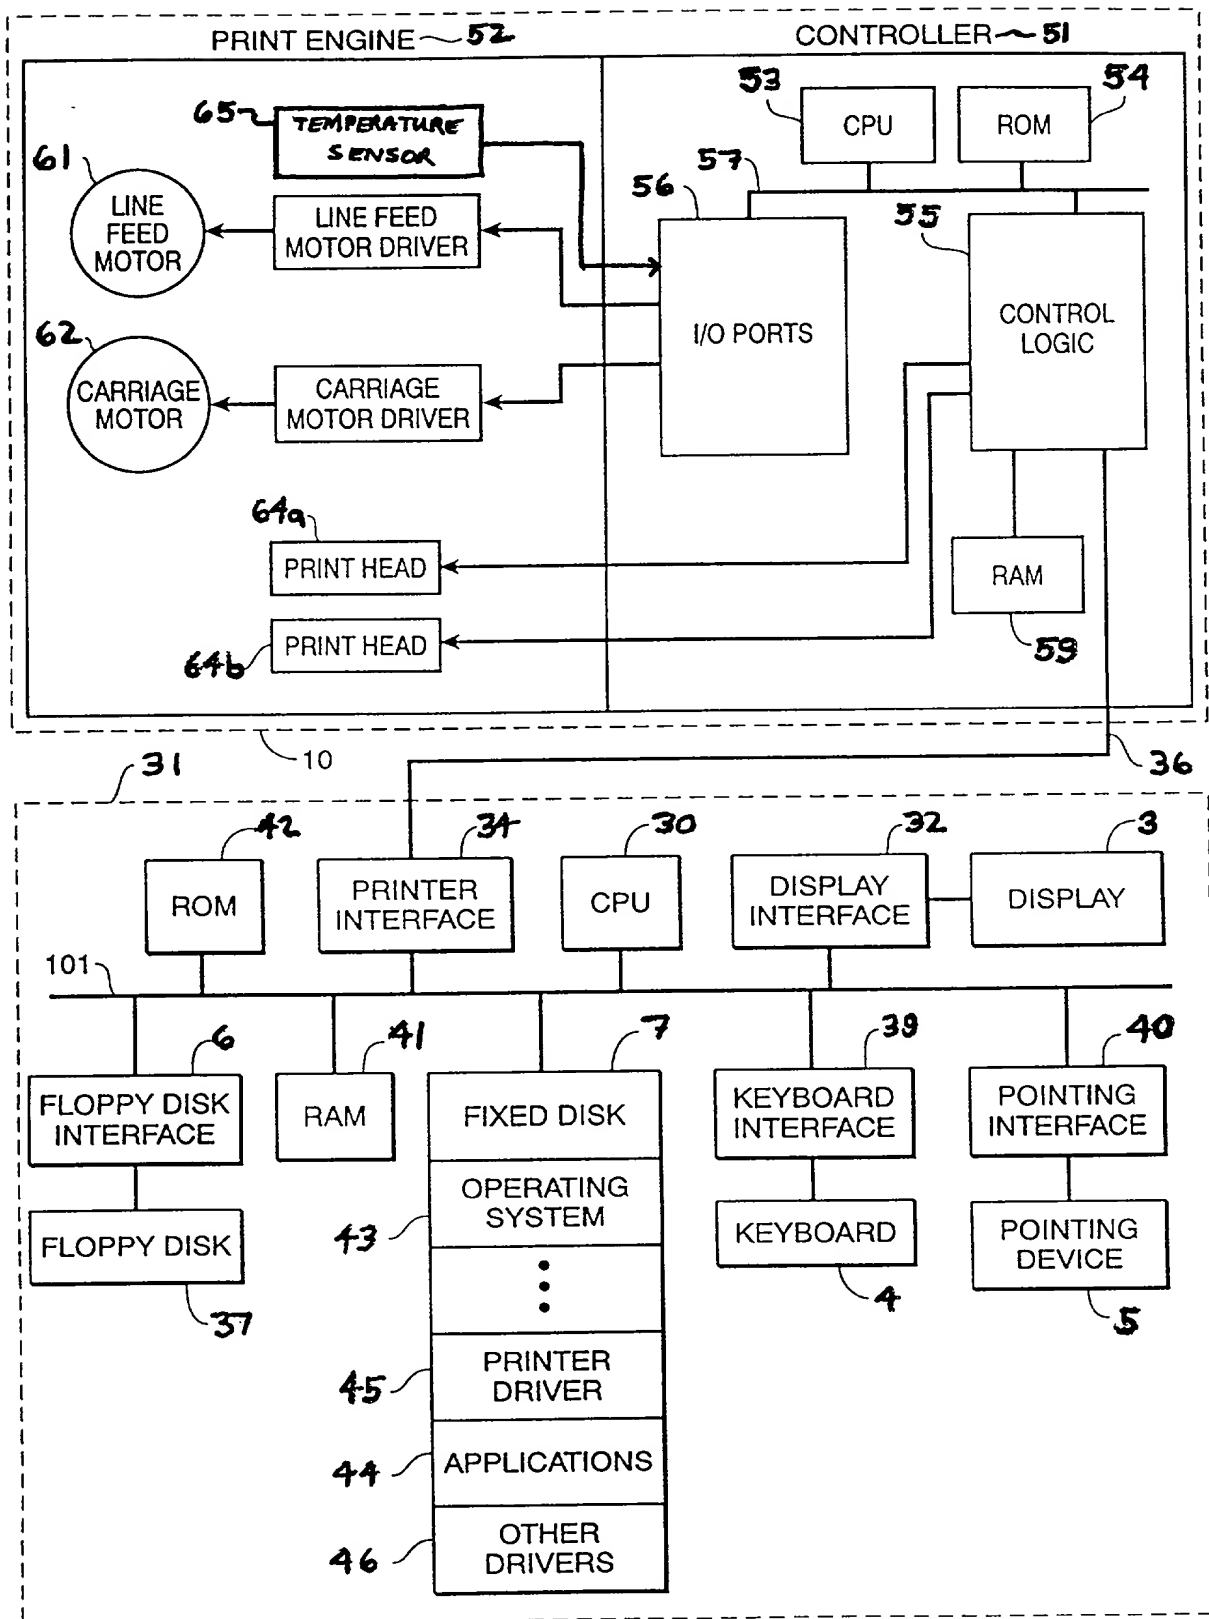 PRINT ENGINE 52
CONTROLLER 51
65
TEMPERATURE
SENSOR
53
CPU
54
ROM
61
LINE
FEED
MOTOR
LINE FEED
MOTOR DRIVER
56
57
55
I/O PORTS
CONTROL
LOGIC
62
CARRIAGE
MOTOR
CARRIAGE
MOTOR DRIVER
64a
PRINT HEAD
RAM
59
PRINT HEAD
64b
10
31
36
42
ROM
34
PRINTER
INTERFACE
30
CPU
32
DISPLAY
INTERFACE
3
DISPLAY
101
6
FLOPPY DISK
INTERFACE
41
RAM
7
FIXED DISK
39
KEYBOARD
INTERFACE
40
POINTING
INTERFACE
FLOPPY DISK
37
OPERATING
SYSTEM
43
KEYBOARD
4
POINTING
DEVICE
5
PRINTER
DRIVER
45
APPLICATIONS
44
OTHER
DRIVERS
46